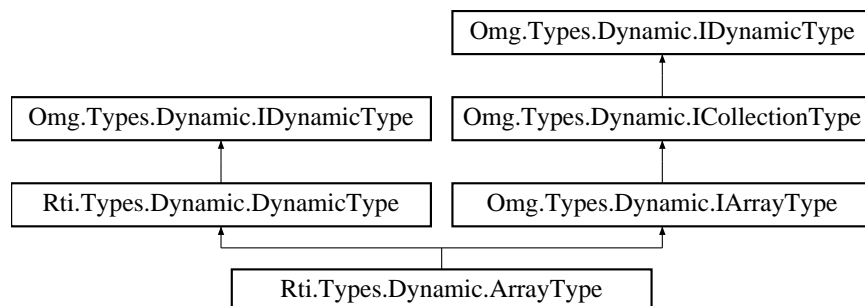 Omg.Types.Dynamic.IDynamicType
Omg.Types.Dynamic.IDynamicType
Omg.Types.Dynamic.ICollectionType
Rti.Types.Dynamic.DynamicType
Omg.Types.Dynamic.IArrayType
Rti.Types.Dynamic.ArrayType